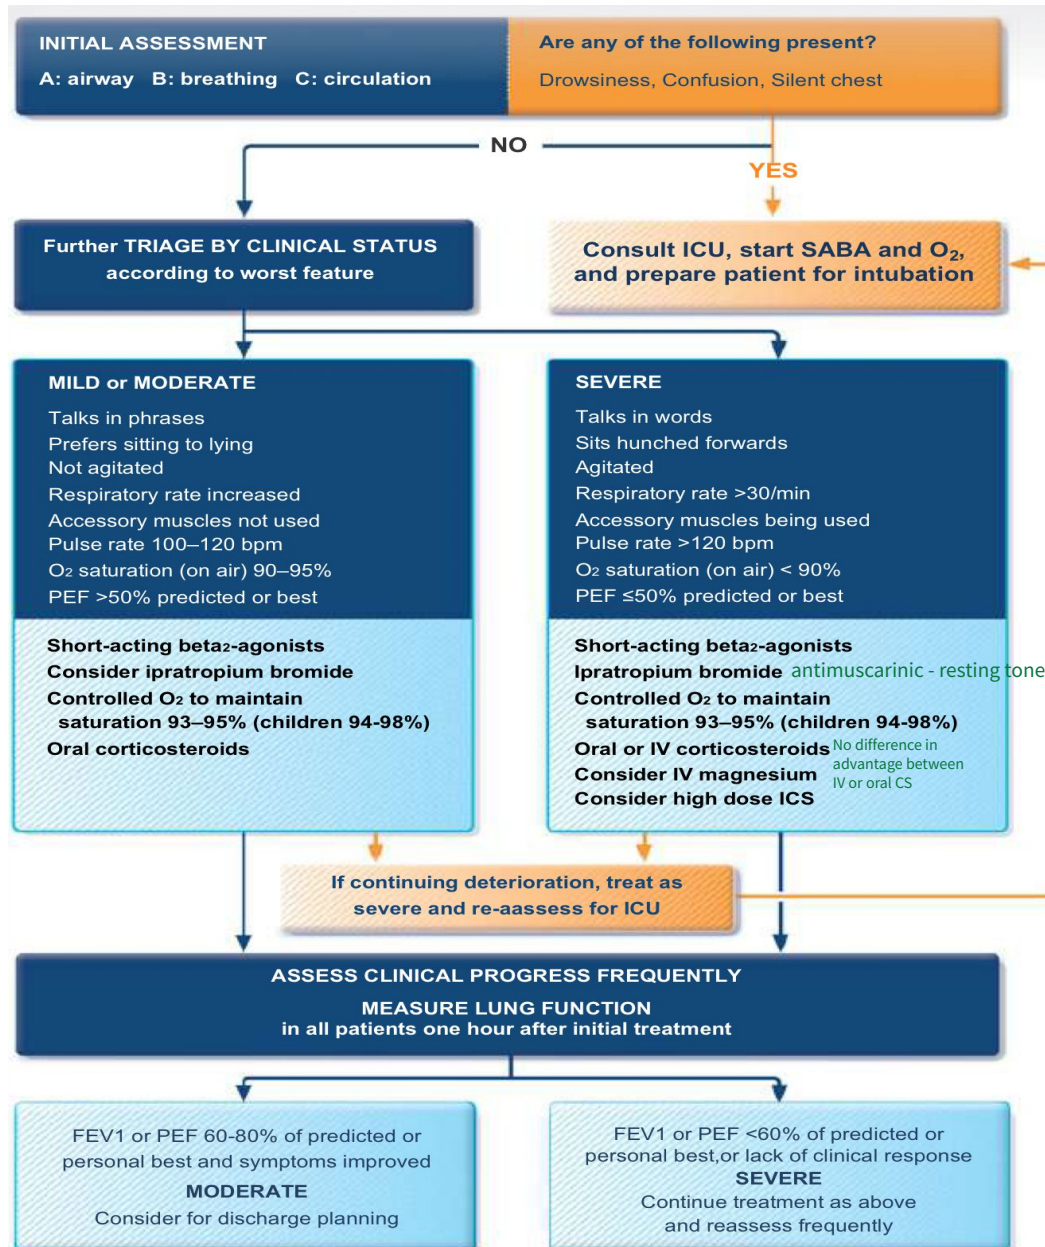 INITIAL ASSESSMENT
A: airway B: breathing C: circulation
Are any of the following present?
Drowsiness, Confusion, Silent chest
NO
YES
Further TRIAGE BY CLINICAL STATUS
according to worst feature
Consult ICU, start SABA and O₂,
and prepare patient for intubation
MILD or MODERATE
Talks in phrases
Prefers sitting to lying
Not agitated
Respiratory rate increased
Accessory muscles not used
Pulse rate 100–120 bpm
O₂ saturation (on air) 90–95%
PEF >50% predicted or best
Short-acting beta₂-agonists
Consider ipratropium bromide
Controlled O₂ to maintain
saturation 93–95% (children 94-98%)
Oral corticosteroids
SEVERE
Talks in words
Sits hunched forwards
Agitated
Respiratory rate >30/min
Accessory muscles being used
Pulse rate >120 bpm
O₂ saturation (on air) < 90%
PEF ≤50% predicted or best
Short-acting beta₂-agonists
Ipratropium bromide antimuscarinic - resting tone
Controlled O₂ to maintain
saturation 93–95% (children 94-98%)
Oral or IV corticosteroids
No difference in
advantage between
IV or oral CS
Consider IV magnesium
Consider high dose ICS
If continuing deterioration, treat as
severe and re-aassess for ICU
ASSESS CLINICAL PROGRESS FREQUENTLY
MEASURE LUNG FUNCTION
in all patients one hour after initial treatment
FEV1 or PEF 60-80% of predicted or
personal best and symptoms improved
MODERATE
Consider for discharge planning
FEV1 or PEF <60% of predicted or
personal best,or lack of clinical response
SEVERE
Continue treatment as above
and reassess frequently